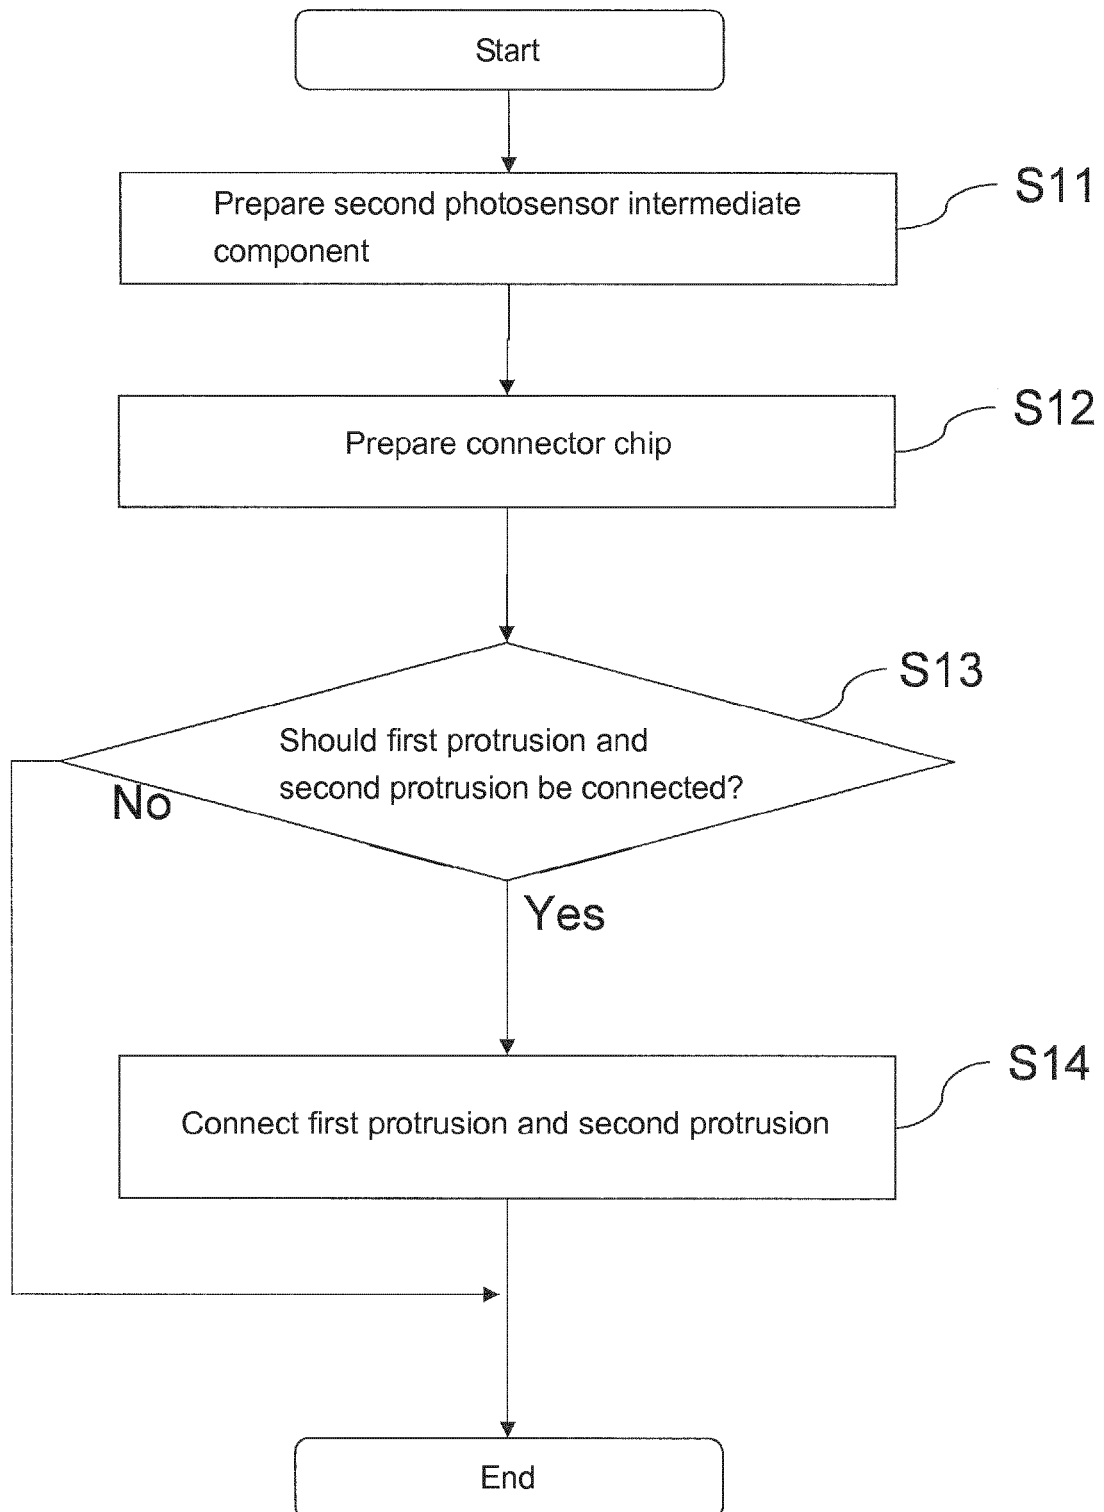 Start
Prepare second photosensor intermediate
component
S11
Prepare connector chip
S12
S13
Should first protrusion and
second protrusion be connected?
No
Yes
S14
Connect first protrusion and second protrusion
End